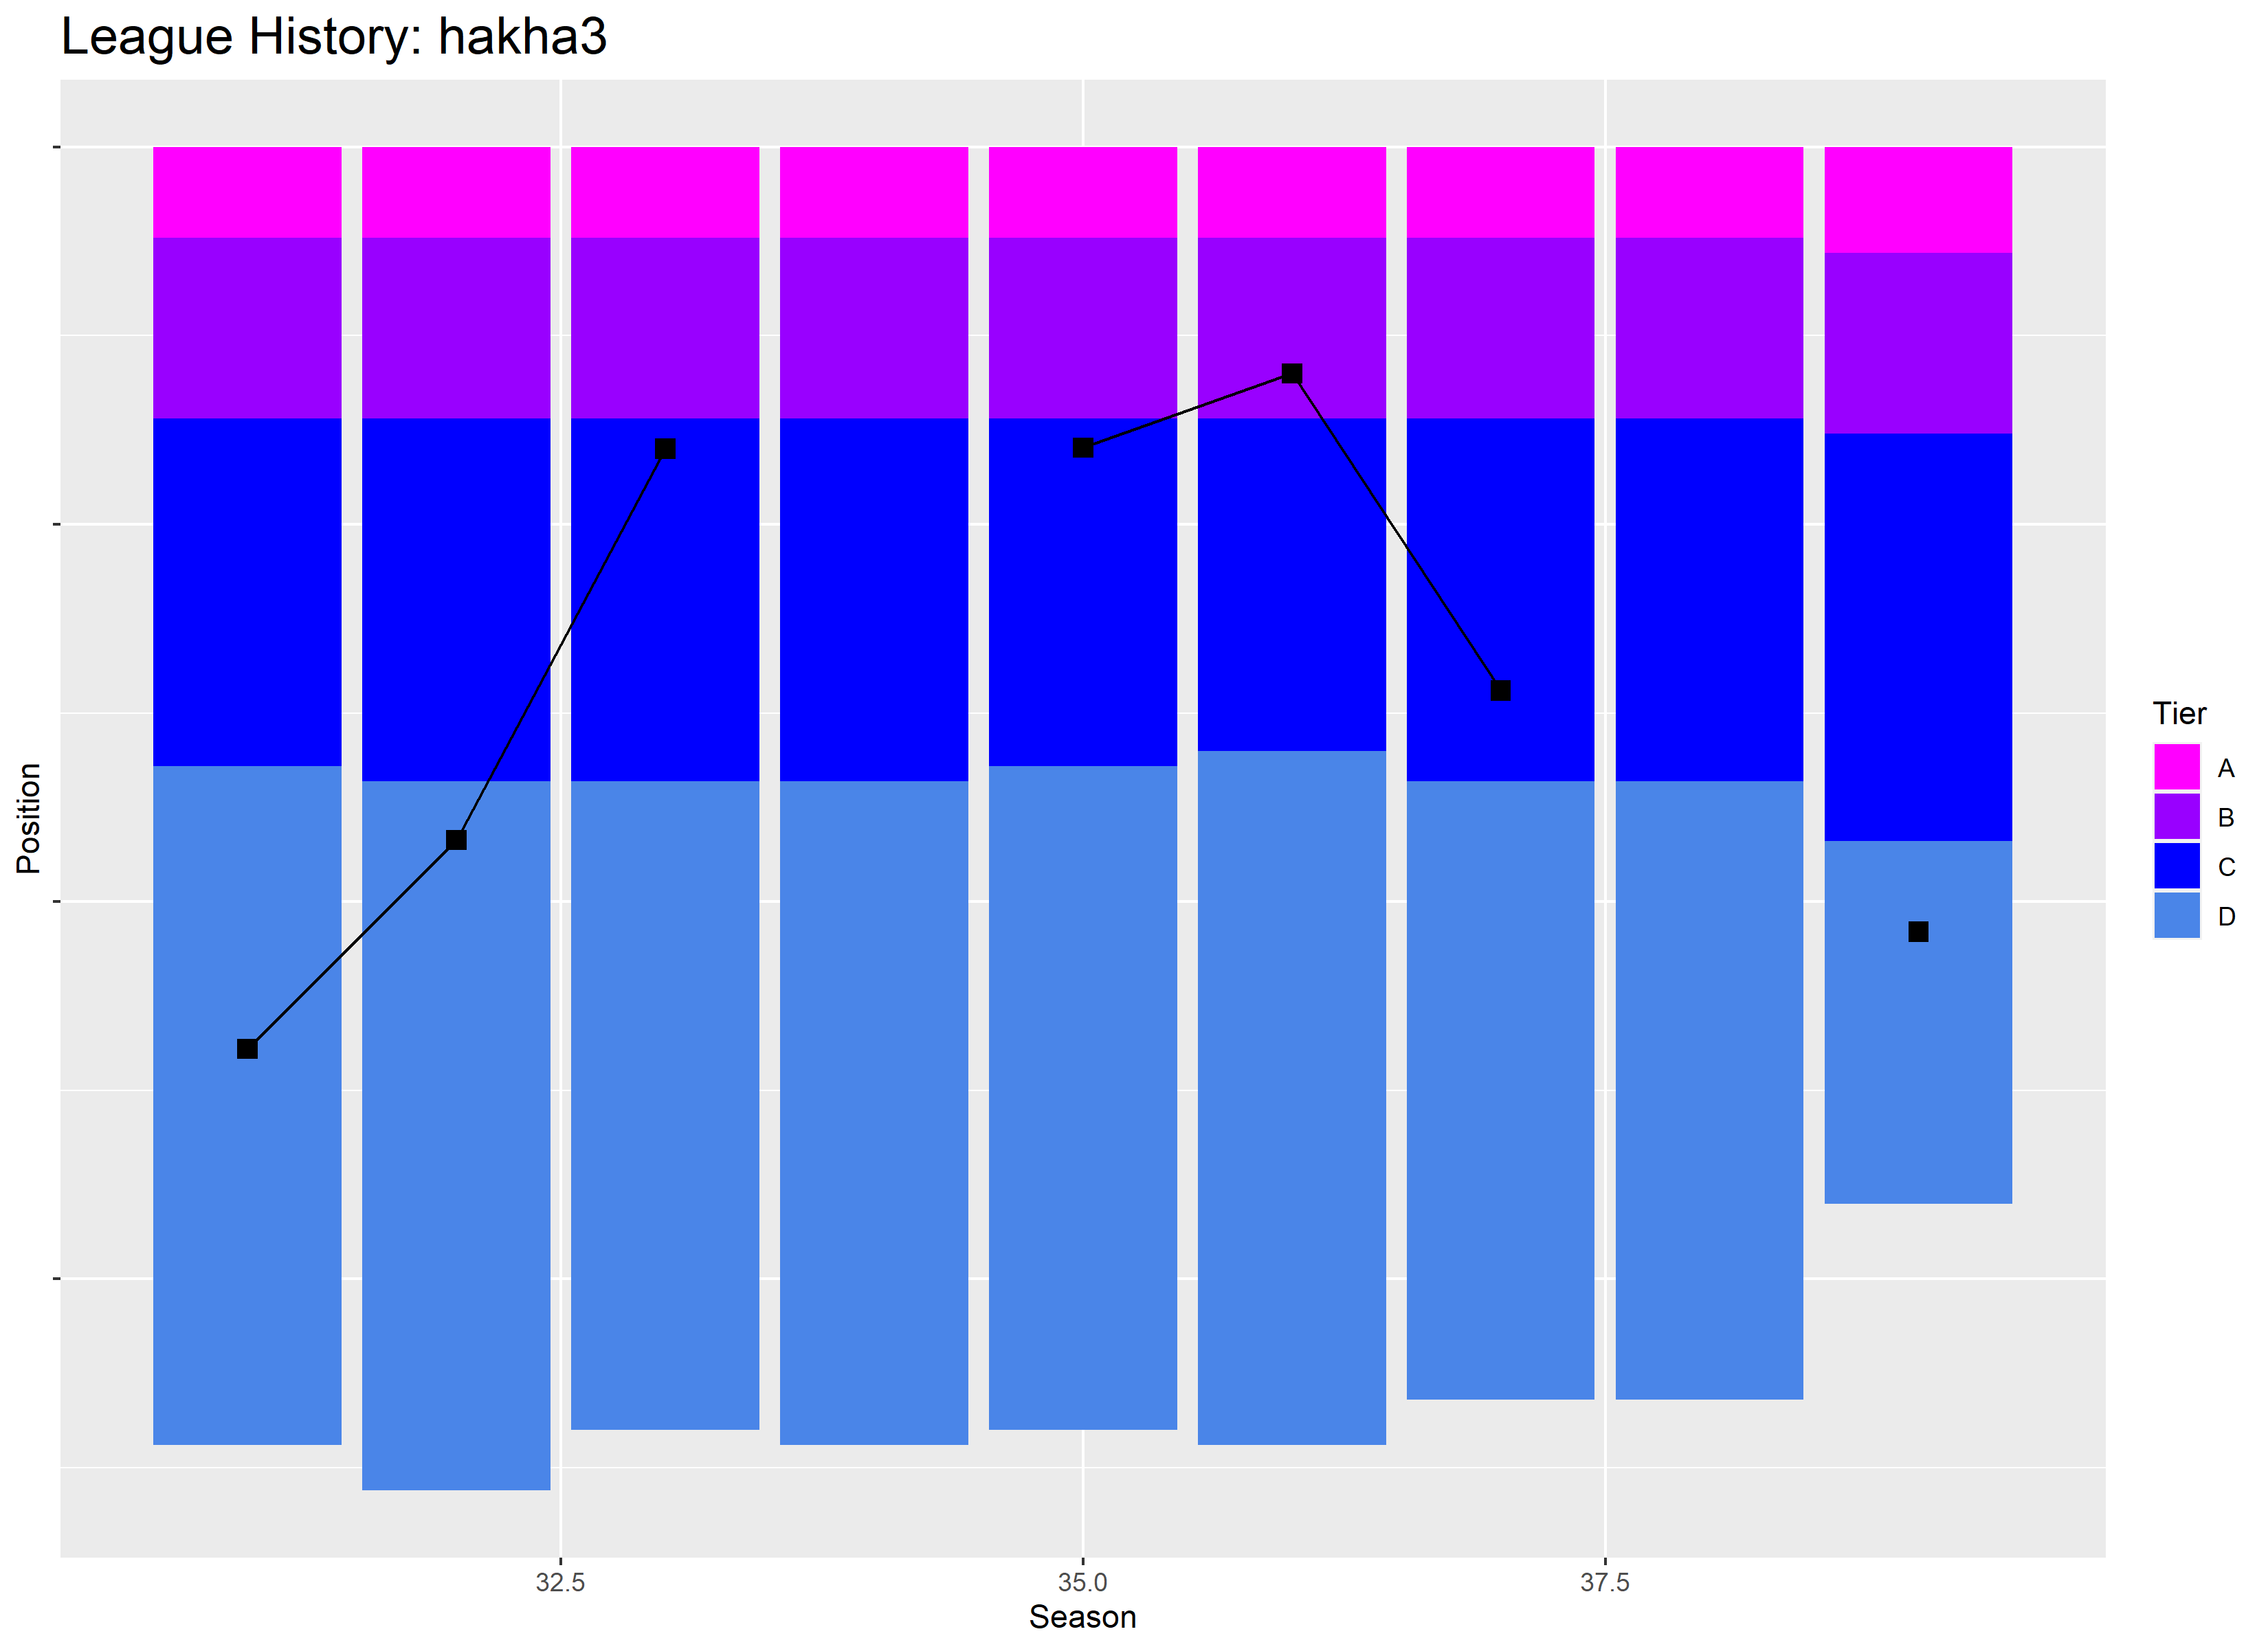 League History: hakha3
Position
32.5
35.0
37.5
Season
Tier
A
B
C
D